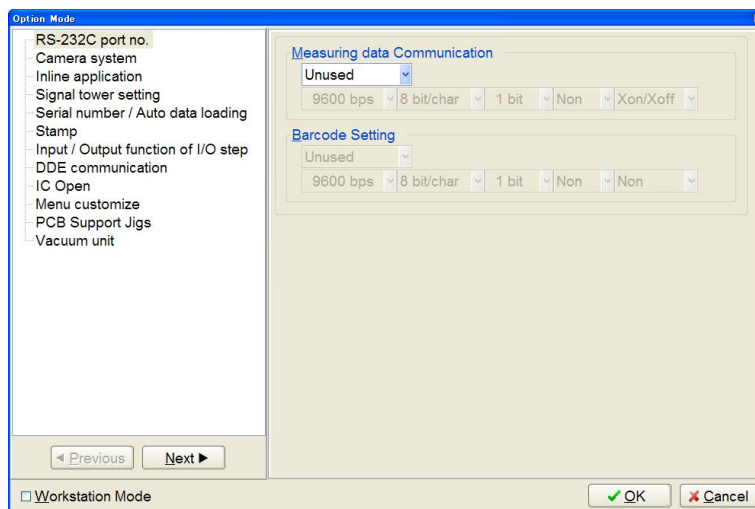 Option Mode
RS-232C port no.
Camera system
Inline application
Signal tower setting
Serial number / Auto data loading
Stamp
Input / Output function of I/O step
DDE communication
IC Open
Menu customize
PCB Support Jigs
Vacuum unit
◄ Previous Next ►
Workstation Mode
Measuring data Communication
Unused
9600 bps 8 bit/char 1 bit Non Xon/Xoff
Barcode Setting
Unused
9600 bps 8 bit/char 1 bit Non Non
OK Cancel